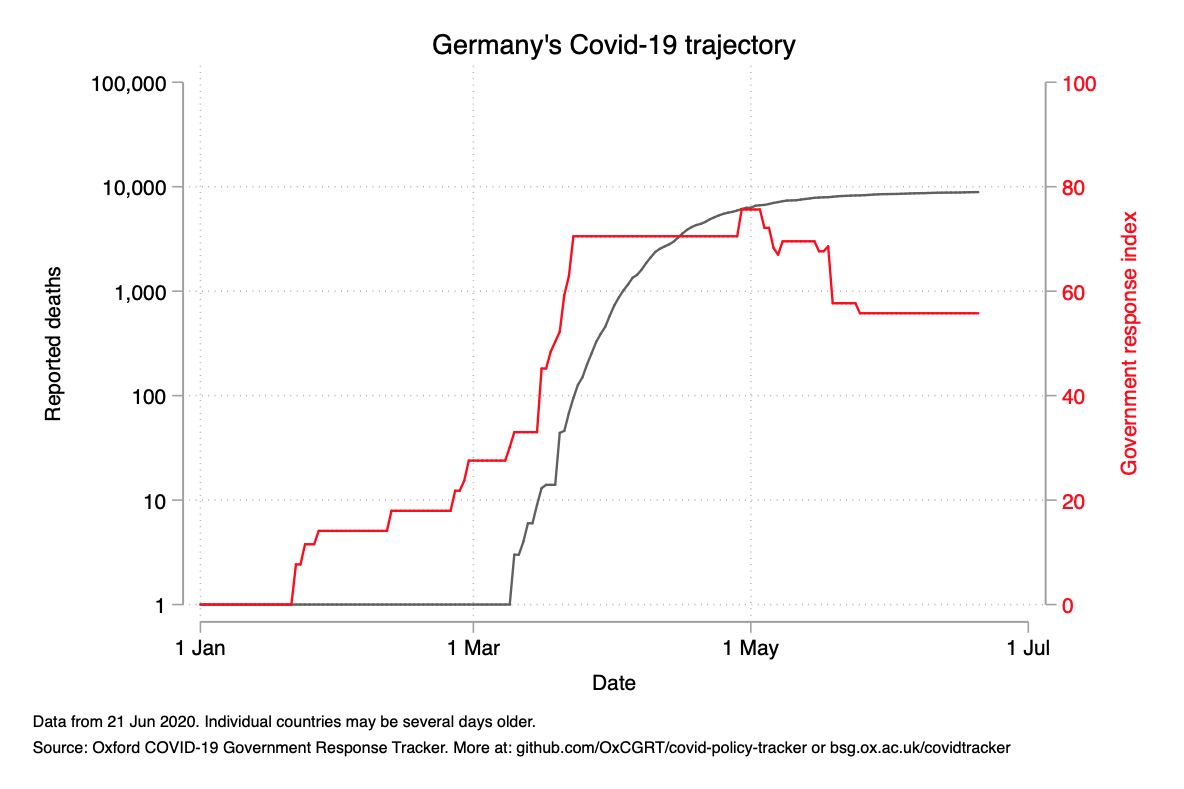 Germany's Covid-19 trajectory
100,000
10,000
1,000
100
10
1
Reported deaths
100
80
60
40
20
0
Government response index
1 Jan
1 Mar
1 May
1 Jul
Date
Data from 21 Jun 2020. Individual countries may be several days older.
Source: Oxford COVID-19 Government Response Tracker. More at: github.com/OxCGRT/covid-policy-tracker or bsg.ox.ac.uk/covidtracker